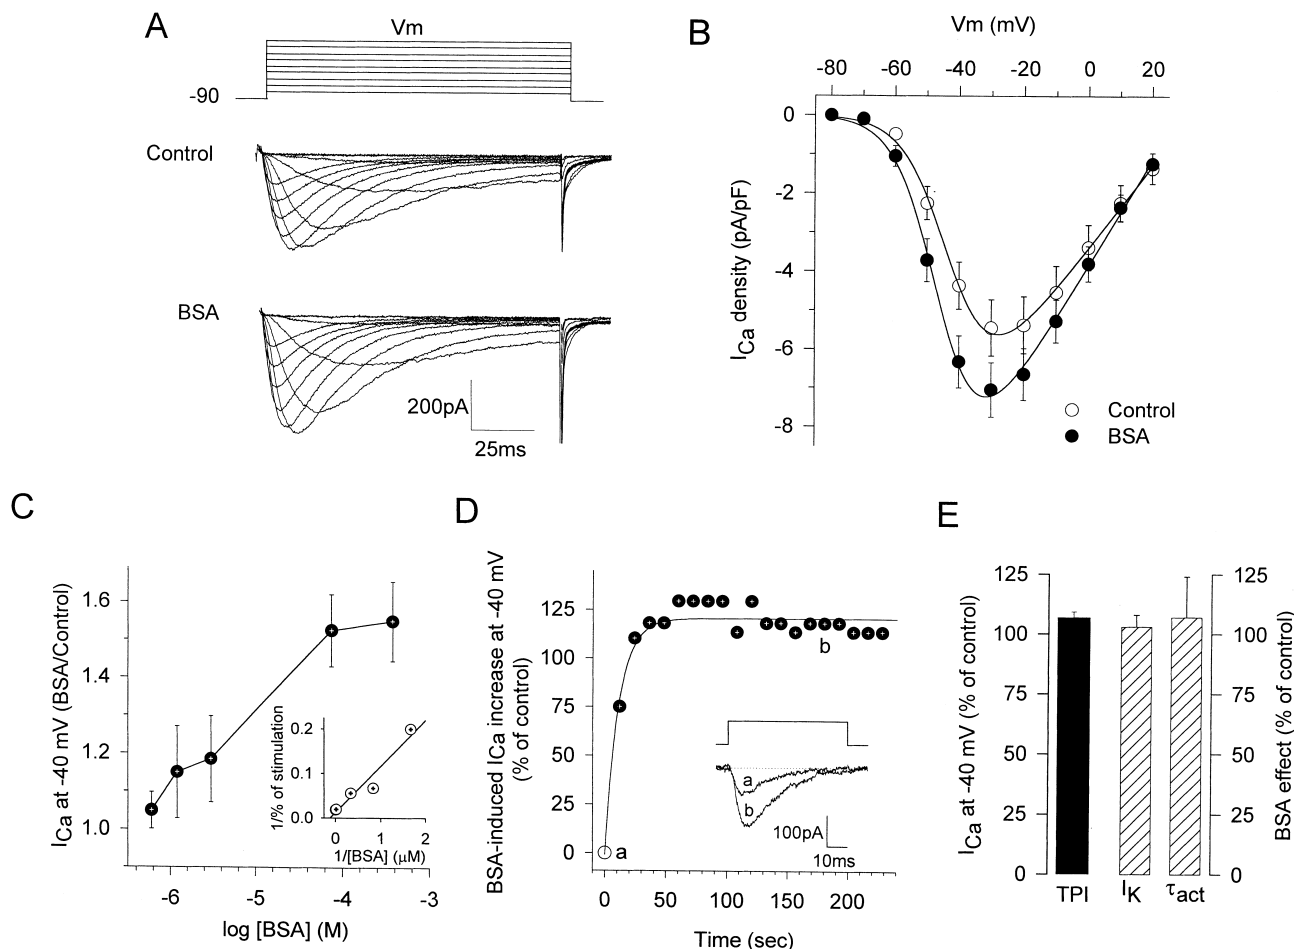 A
Vm
-90
Control
BSA
200pA
25ms
B
Vm (mV)
-80 -60 -40 -20 0 20
0
-2
-4
-6
-8
ICa density (pA/pF)
Control
BSA
C
ICa at -40 mV (BSA/Control)
1.6
1.4
1.2
1.0
-6 -5 -4 -3
log [BSA] (M)
1/% of stimulation
0.2
0.1
0.0
0 1 2
1/[BSA] (μM)
D
BSA-induced ICa increase at -40 mV
(% of control)
125
100
75
50
25
0
a
b
a
b
100pA
10ms
0 50 100 150 200
Time (sec)
E
ICa at -40 mV (% of control)
125
100
75
50
25
0
TPI IK τact
125
100
75
50
25
0
BSA effect (% of control)